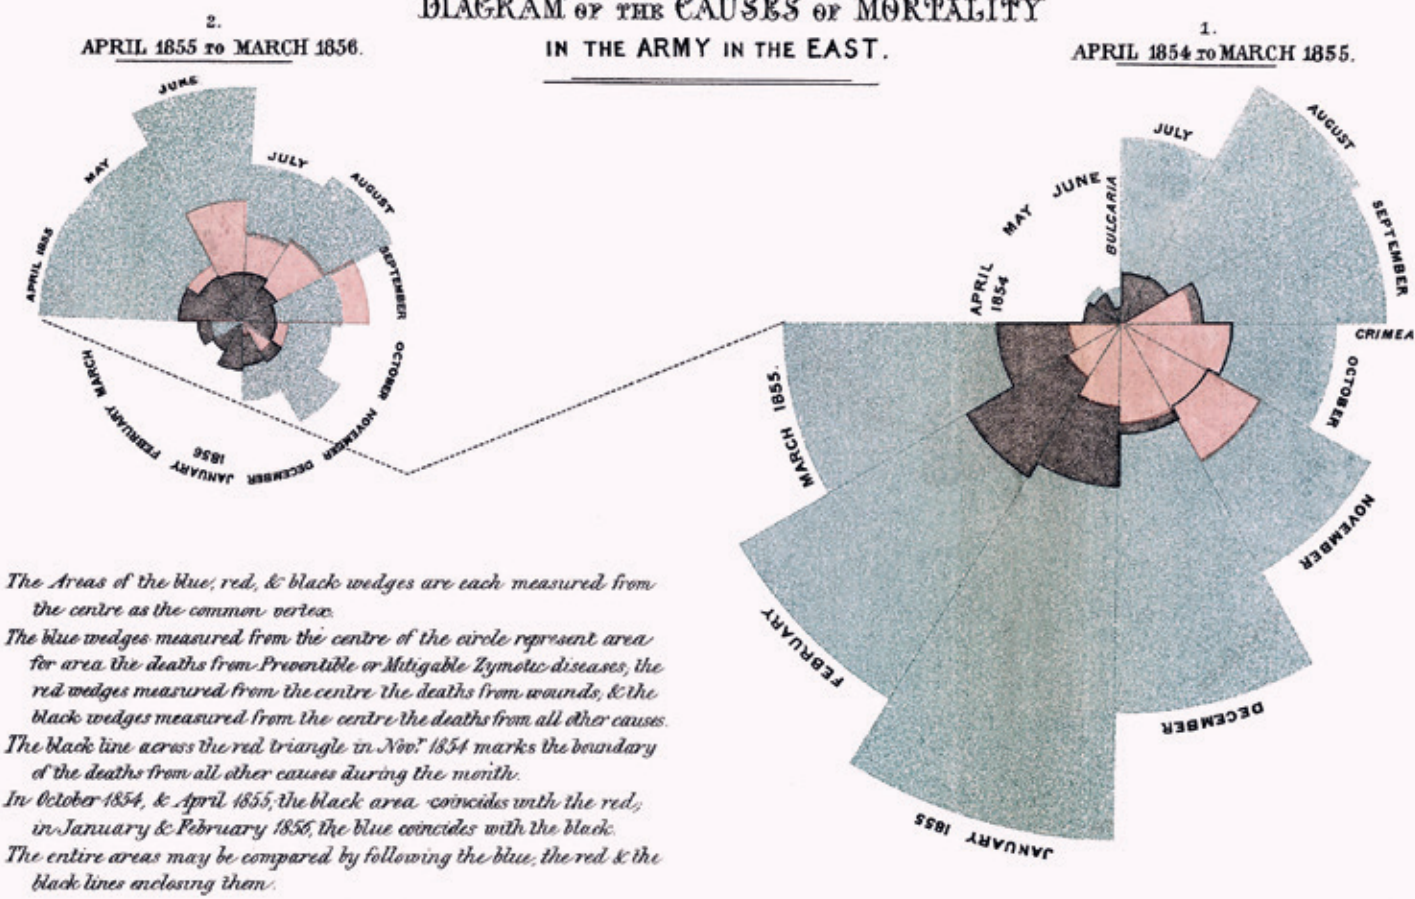 DIAGRAM OF THE CAUSES OF MORTALITY
IN THE ARMY IN THE EAST.
2.
APRIL 1855 TO MARCH 1856.
1.
APRIL 1854 TO MARCH 1855.
JUNE
MAY
APRIL 1855
JULY
AUGUST
SEPTEMBER
OCTOBER
NOVEMBER
DECEMBER
JANUARY
1856
FEBRUARY
MARCH
APRIL
1854
MAY
JUNE
BULGARIA
JULY
AUGUST
SEPTEMBER
CRIMEA
OCTOBER
NOVEMBER
DECEMBER
JANUARY 1855
FEBRUARY
MARCH 1855.
The Areas of the blue, red, & black wedges are each measured from
the centre as the common vertex.
The blue wedges measured from the centre of the circle represent area
for area the deaths from Preventible or Mitigable Zymotic diseases, the
red wedges measured from the centre the deaths from wounds, & the
black wedges measured from the centre the deaths from all other causes.
The black line across the red triangle in Novr. 1854 marks the boundary
of the deaths from all other causes during the month.
In October 1854, & April 1855, the black area coincides with the red;
in January & February 1856, the blue coincides with the black.
The entire areas may be compared by following the blue, the red & the
black lines enclosing them.